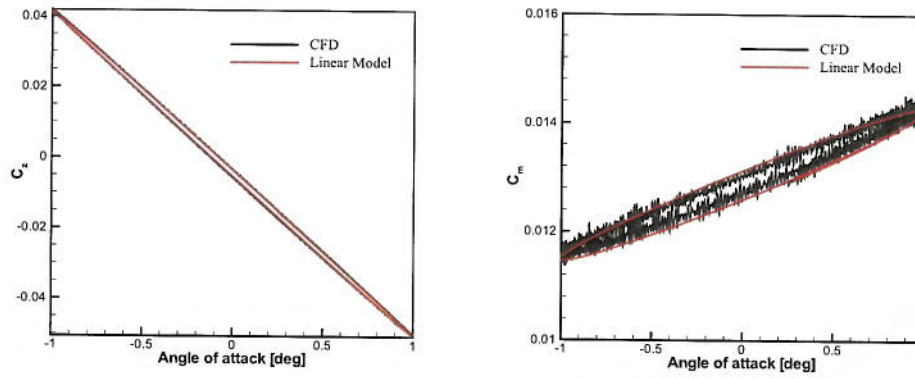 0.04
0.02
0
-0.02
-0.04
C_z
CFD
Linear Model
-1
-0.5
0
0.5
1
Angle of attack [deg]
0.016
0.014
0.012
0.01
C_m
CFD
Linear Model
-1
-0.5
0
0.5
Angle of attack [deg]